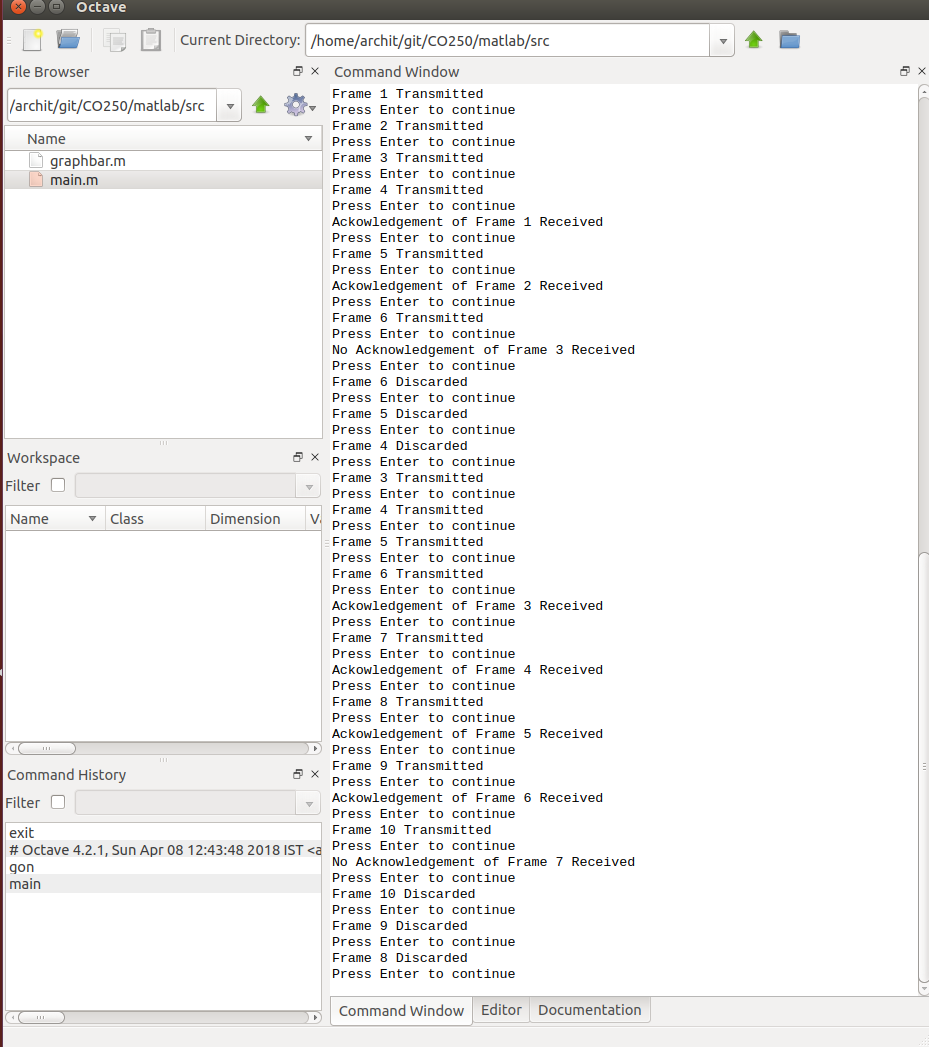 Octave
Current Directory: /home/archit/git/CO250/matlab/src
File Browser
/archit/git/CO250/matlab/src
Name
graphbar.m
main.m
Workspace
Filter
Name Class Dimension
Command History
Filter
exit
# Octave 4.2.1, Sun Apr 08 12:43:48 2018 IST <a
gon
main
Command Window
Frame 1 Transmitted
Press Enter to continue
Frame 2 Transmitted
Press Enter to continue
Frame 3 Transmitted
Press Enter to continue
Frame 4 Transmitted
Press Enter to continue
Ackowledgement of Frame 1 Received
Press Enter to continue
Frame 5 Transmitted
Press Enter to continue
Ackowledgement of Frame 2 Received
Press Enter to continue
Frame 6 Transmitted
Press Enter to continue
No Acknowledgement of Frame 3 Received
Press Enter to continue
Frame 6 Discarded
Press Enter to continue
Frame 5 Discarded
Press Enter to continue
Frame 4 Discarded
Press Enter to continue
Frame 3 Transmitted
Press Enter to continue
Frame 4 Transmitted
Press Enter to continue
Frame 5 Transmitted
Press Enter to continue
Frame 6 Transmitted
Press Enter to continue
Ackowledgement of Frame 3 Received
Press Enter to continue
Frame 7 Transmitted
Press Enter to continue
Ackowledgement of Frame 4 Received
Press Enter to continue
Frame 8 Transmitted
Press Enter to continue
Ackowledgement of Frame 5 Received
Press Enter to continue
Frame 9 Transmitted
Press Enter to continue
Ackowledgement of Frame 6 Received
Press Enter to continue
Frame 10 Transmitted
Press Enter to continue
No Acknowledgement of Frame 7 Received
Press Enter to continue
Frame 10 Discarded
Press Enter to continue
Frame 9 Discarded
Press Enter to continue
Frame 8 Discarded
Press Enter to continue
Command Window Editor Documentation